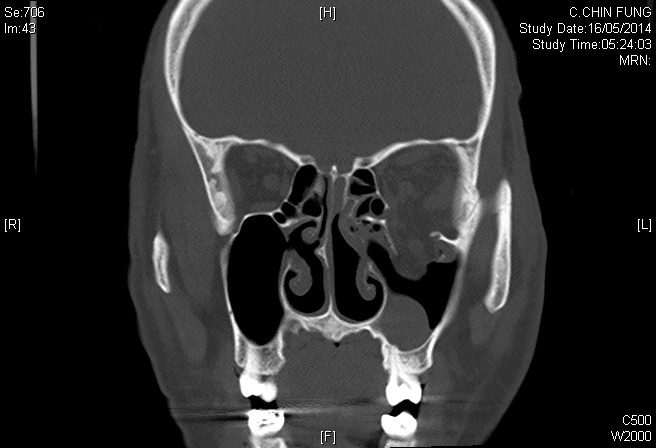 Se:706
Im:43
[H]
C.CHIN FUNG
Study Date:16/05/2014
Study Time:05:24:03
MRN:
[R]
[L]
[F]
C500
W2000